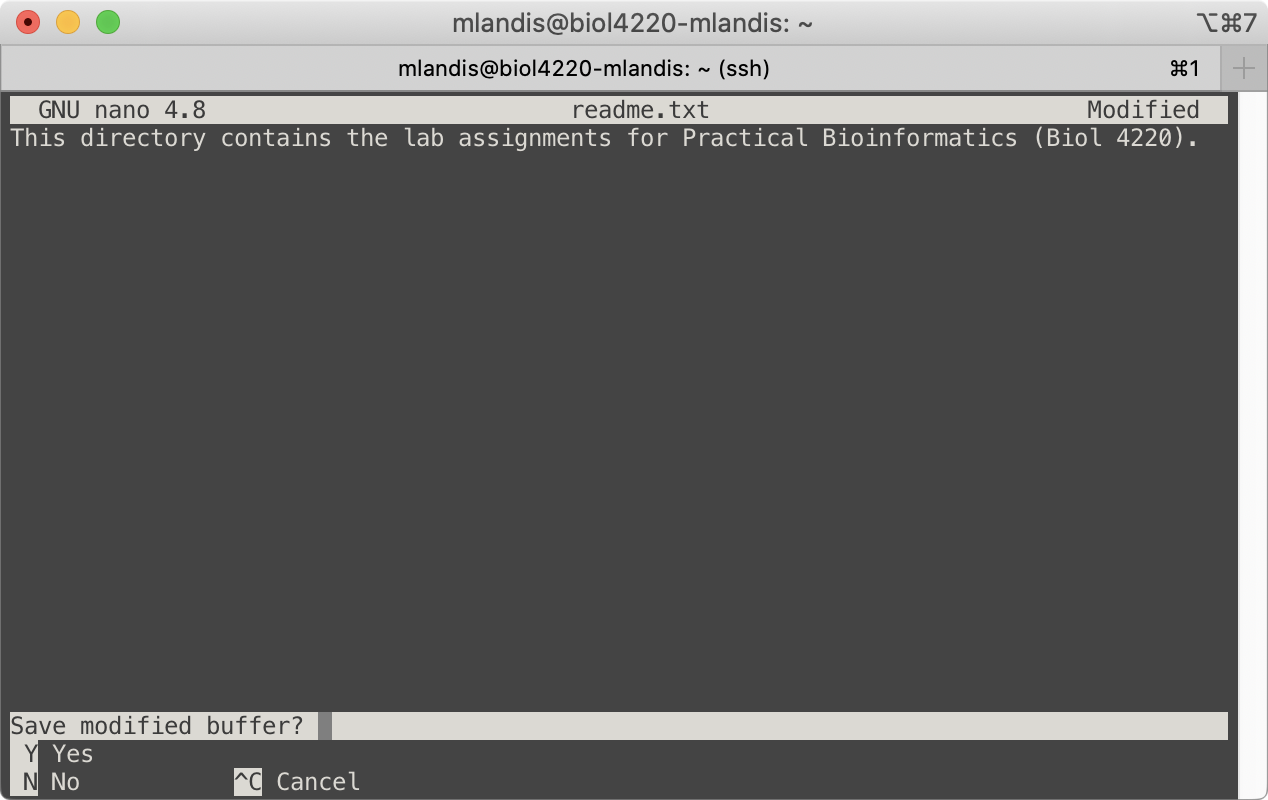 mlandis@biol4220-mlandis: ~ ⌥⌘7
mlandis@biol4220-mlandis: ~ (ssh) ⌘1 +
GNU nano 4.8 readme.txt Modified
This directory contains the lab assignments for Practical Bioinformatics (Biol 4220).
Save modified buffer?
Y Yes
N No ^C Cancel